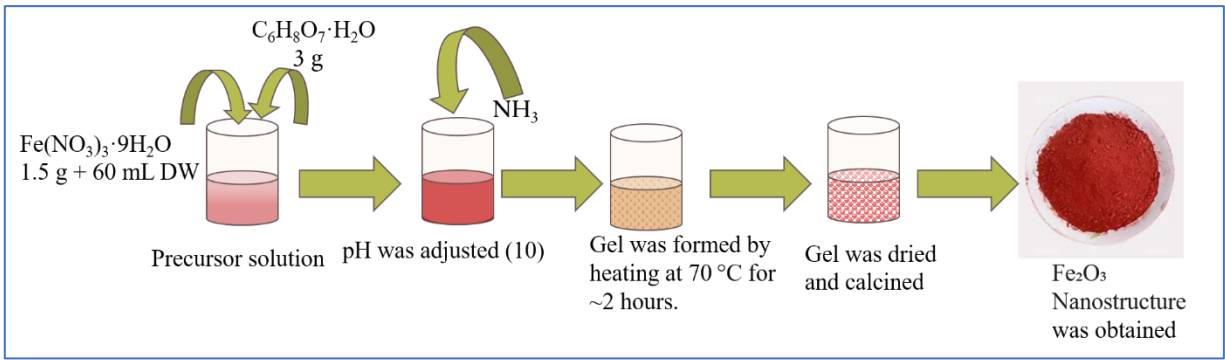 C₆H₈O₇·H₂O
3 g
Fe(NO₃)₃·9H₂O
1.5 g + 60 mL DW
Precursor solution
NH₃
pH was adjusted (10)
Gel was formed by
heating at 70 °C for
~2 hours.
Gel was dried
and calcined
Fe₂O₃
Nanostructure
was obtained